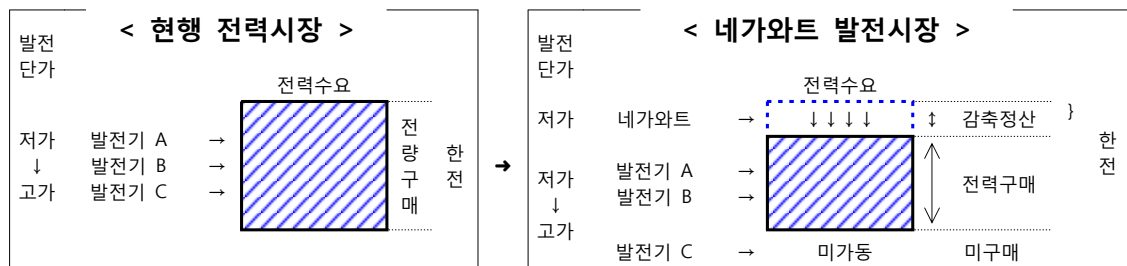 < 현행 전력시장 >
발전
단가
전력수요
저가
↓
고가
발전기 A →
발전기 B →
발전기 C →
전
량
구
매
한
전
➜
< 네가와트 발전시장 >
발전
단가
전력수요
저가 네가와트 → ↓↓↓↓ ↕ 감축정산 }
저가
↓
고가
발전기 A →
발전기 B →
전력구매
한
전
발전기 C → 미가동 미구매